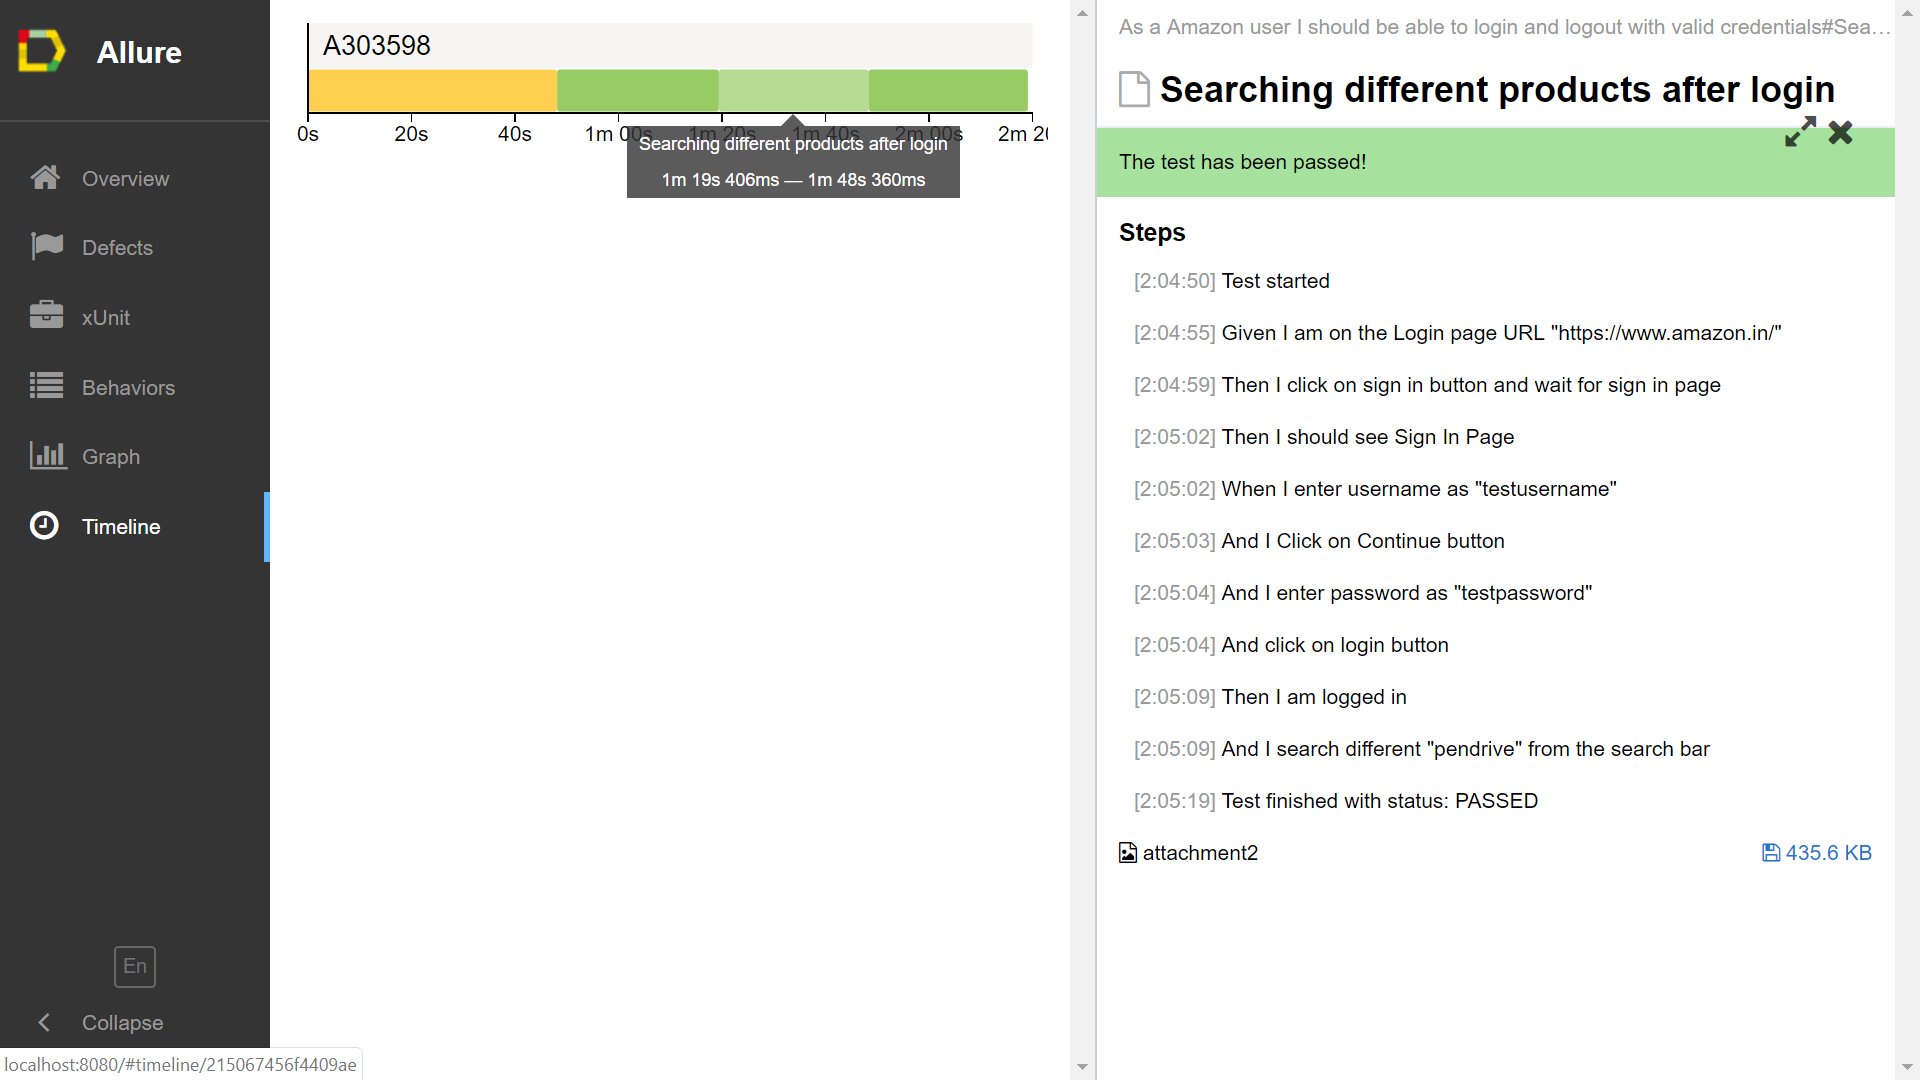 Allure
Overview
Defects
xUnit
Behaviors
Graph
Timeline
En
Collapse
localhost:8080/#timeline/215067456f4409ae
A303598
0s 20s 40s 1m 00s 1m 20s 1m 40s 2m 00s 2m 20
Searching different products after login
1m 19s 406ms — 1m 48s 360ms
As a Amazon user I should be able to login and logout with valid credentials#Sea...
Searching different products after login
The test has been passed!
Steps
[2:04:50] Test started
[2:04:55] Given I am on the Login page URL "https://www.amazon.in/"
[2:04:59] Then I click on sign in button and wait for sign in page
[2:05:02] Then I should see Sign In Page
[2:05:02] When I enter username as "testusername"
[2:05:03] And I Click on Continue button
[2:05:04] And I enter password as "testpassword"
[2:05:04] And click on login button
[2:05:09] Then I am logged in
[2:05:09] And I search different "pendrive" from the search bar
[2:05:19] Test finished with status: PASSED
attachment2 435.6 KB